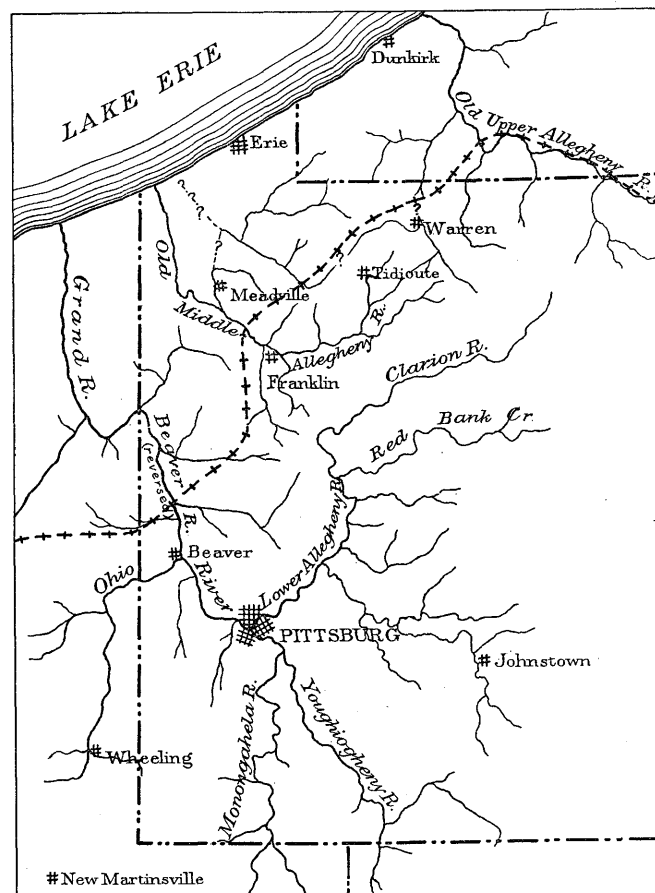 LAKE ERIE
Dunkirk
Erie
Old Upper Allegheny R.
Warren
Old Middle Allegheny R.
Meadville
Tidioute
Franklin
Grand R.
Clarion R.
Red Bank Cr.
Beaver R.
(reversed)
Lower Allegheny R.
Beaver
Ohio River
PITTSBURG
Johnstown
Monongahela R.
Youghiogheny R.
Wheeling
New Martinsville